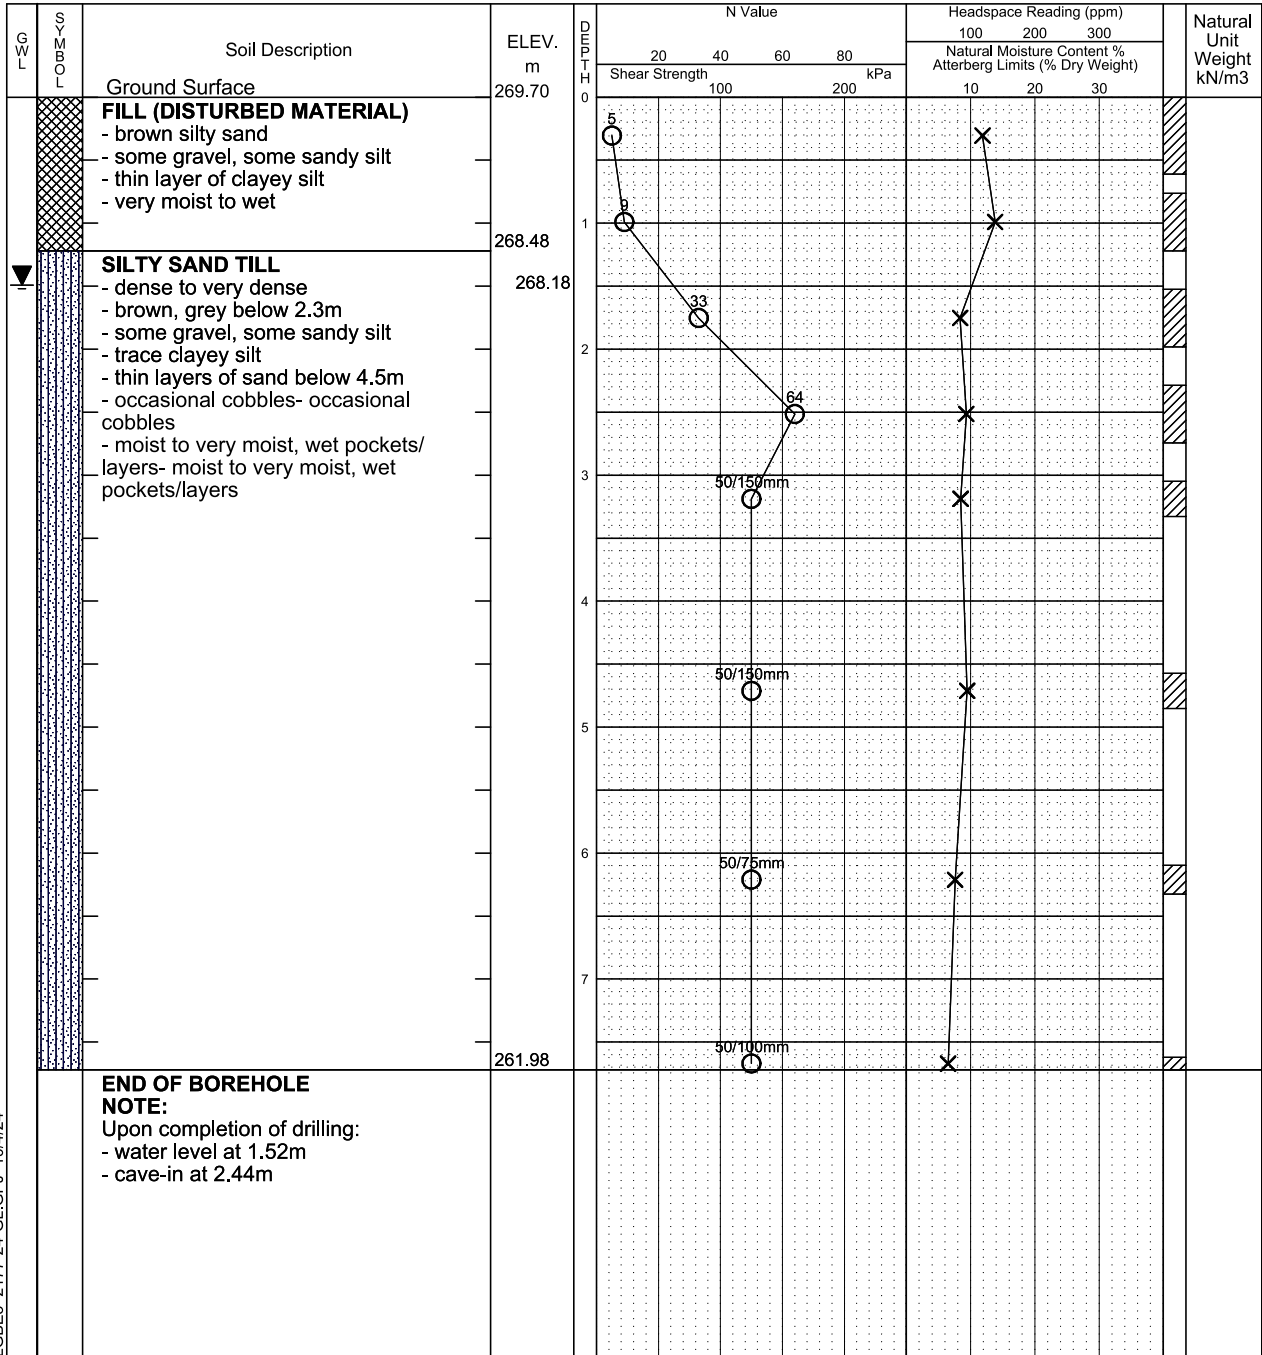 GWL
SYMBOL
Soil Description
Ground Surface
ELEV.
m
269.70
DEPTH
N Value
20 40 60 80
Shear Strength kPa
100 200
Headspace Reading (ppm)
100 200 300
Natural Moisture Content %
Atterberg Limits (% Dry Weight)
10 20 30
Natural
Unit
Weight
kN/m3
0
FILL (DISTURBED MATERIAL)
- brown silty sand
- some gravel, some sandy silt
- thin layer of clayey silt
- very moist to wet
5
9
1
268.48
SILTY SAND TILL
- dense to very dense
268.18
- brown, grey below 2.3m
- some gravel, some sandy silt
- trace clayey silt
- thin layers of sand below 4.5m
- occasional cobbles- occasional
cobbles
- moist to very moist, wet pockets/
layers- moist to very moist, wet
pockets/layers
33
2
64
3
50/150mm
4
50/150mm
5
6
50/75mm
7
50/100mm
261.98
END OF BOREHOLE
NOTE:
Upon completion of drilling:
- water level at 1.52m
- cave-in at 2.44m